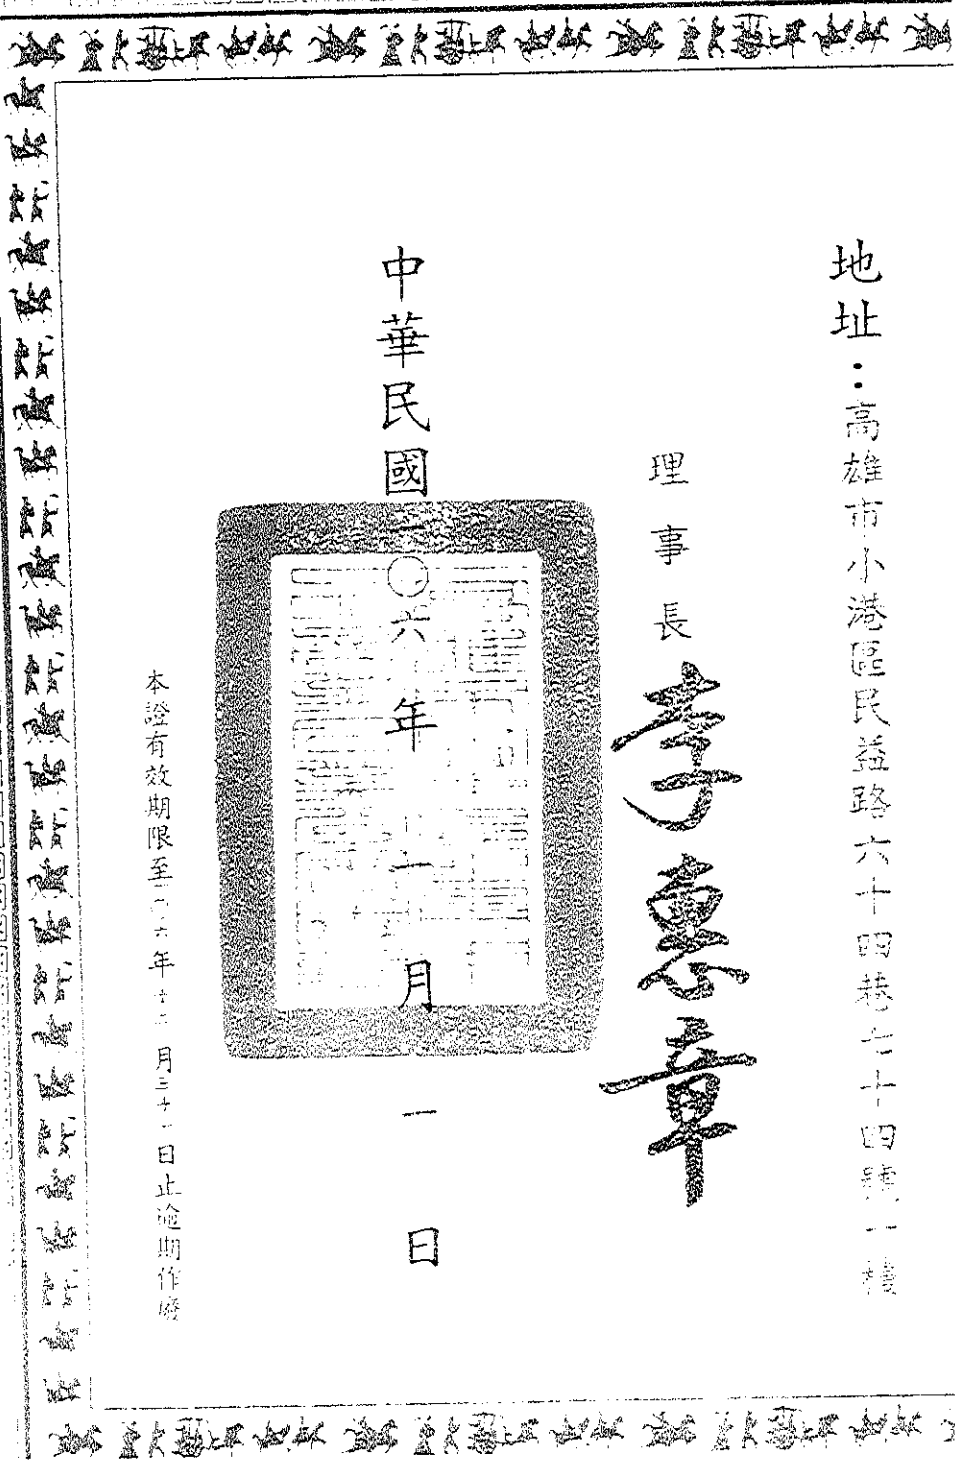 地址：高雄市小港區民益路六十四巷七十四號一樓
理事長 李惠章
中華民國一〇六年十一月一日
本證有效期限至一〇六年十二月三十一日止逾期作廢